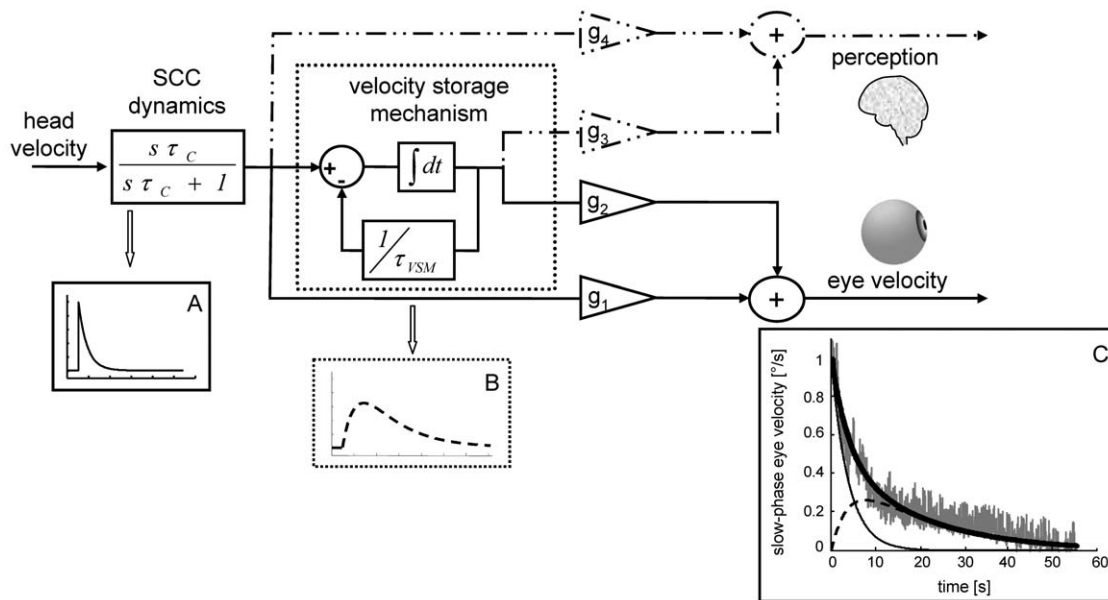 SCC
dynamics
head
velocity
s τ_C
s τ_C + 1
velocity storage
mechanism
+
-
∫dt
1/τ_VSM
g₄
g₃
g₂
g₁
+
perception
+
eye velocity
A
B
C
slow-phase eye velocity [°/s]
1
0.8
0.6
0.4
0.2
0
0 10 20 30 40 50 60
time [s]